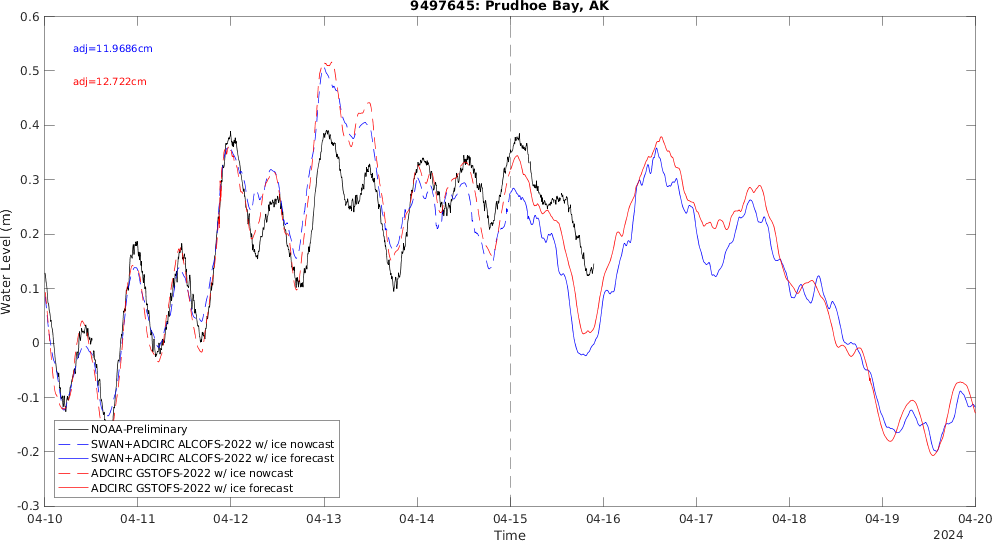 9497645: Prudhoe Bay, AK
adj=11.9686cm
adj=12.722cm
Water Level (m)
0.6
0.5
0.4
0.3
0.2
0.1
0
-0.1
-0.2
-0.3
NOAA-Preliminary
SWAN+ADCIRC ALCOFS-2022 w/ ice nowcast
SWAN+ADCIRC ALCOFS-2022 w/ ice forecast
ADCIRC GSTOFS-2022 w/ ice nowcast
ADCIRC GSTOFS-2022 w/ ice forecast
04-10 04-11 04-12 04-13 04-14 04-15 04-16 04-17 04-18 04-19 04-20
Time
2024